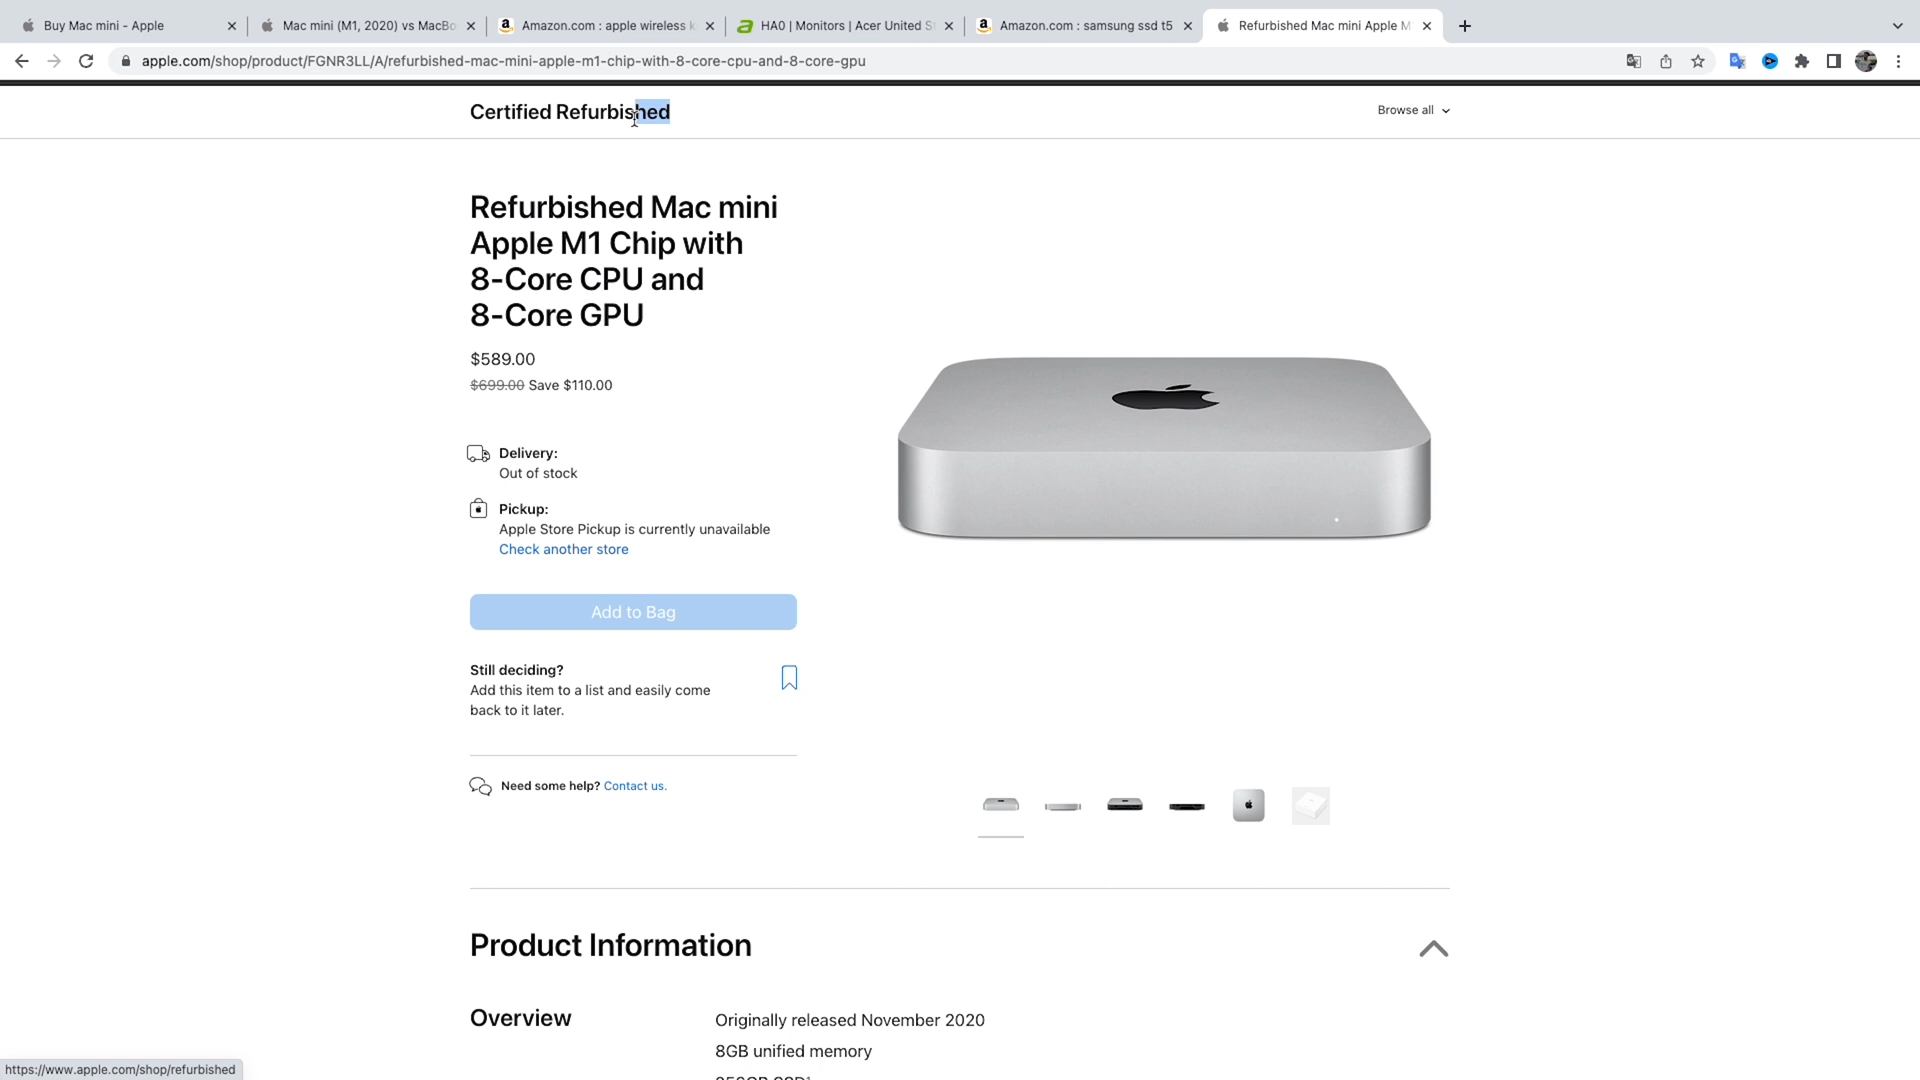 Buy Mac mini - Apple
Mac mini (M1, 2020) vs MacBo
Amazon.com : apple wireless k
HA0 | Monitors | Acer United S
Amazon.com : samsung ssd t5
Refurbished Mac mini Apple M
apple.com/shop/product/FGNR3LL/A/refurbished-mac-mini-apple-m1-chip-with-8-core-cpu-and-8-core-gpu
Certified Refurbished
Browse all
Refurbished Mac mini
Apple M1 Chip with
8-Core CPU and
8-Core GPU
$589.00
$699.00 Save $110.00
Delivery:
Out of stock
Pickup:
Apple Store Pickup is currently unavailable
Check another store
Add to Bag
Still deciding?
Add this item to a list and easily come
back to it later.
Need some help? Contact us.
Product Information
Overview
Originally released November 2020
8GB unified memory
https://www.apple.com/shop/refurbished